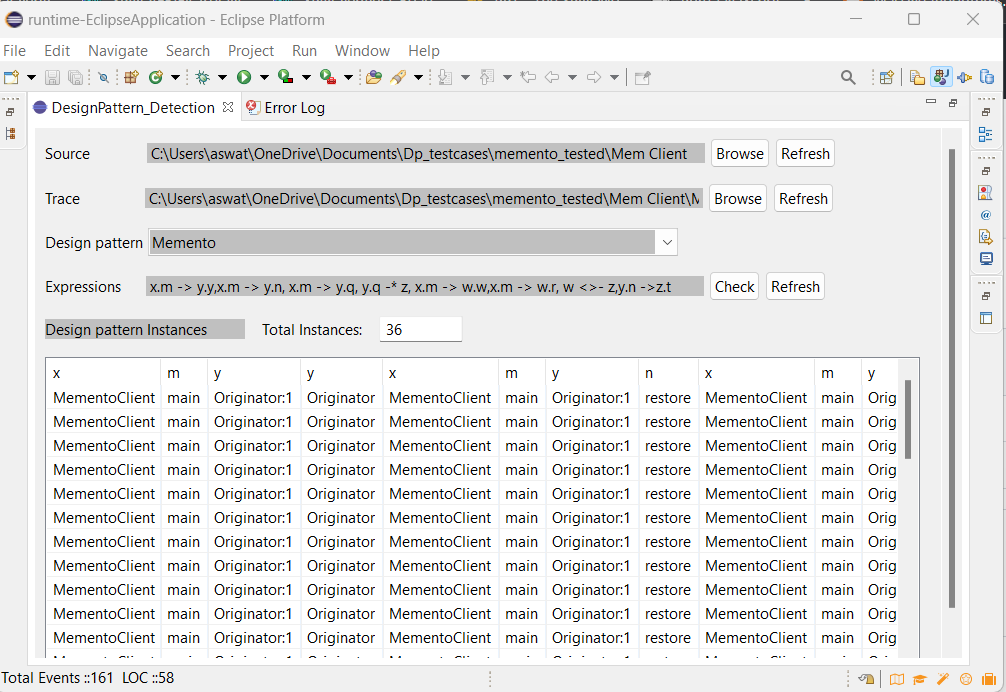 runtime-EclipseApplication - Eclipse Platform
File Edit Navigate Search Project Run Window Help
DesignPattern_Detection Error Log
Source C:\Users\aswat\OneDrive\Documents\Dp_testcases\memento_tested\Mem Client Browse Refresh
Trace C:\Users\aswat\OneDrive\Documents\Dp_testcases\memento_tested\Mem Client\M Browse Refresh
Design pattern Memento
Expressions x.m -> y.y,x.m -> y.n, x.m -> y.q, y.q -* z, x.m -> w.w,x.m -> w.r, w <>- z,y.n ->z.t Check Refresh
Design pattern Instances Total Instances: 36
x m y y x m y n x m y
MementoClient main Originator:1 Originator MementoClient main Originator:1 restore MementoClient main Orig
MementoClient main Originator:1 Originator MementoClient main Originator:1 restore MementoClient main Orig
MementoClient main Originator:1 Originator MementoClient main Originator:1 restore MementoClient main Orig
MementoClient main Originator:1 Originator MementoClient main Originator:1 restore MementoClient main Orig
MementoClient main Originator:1 Originator MementoClient main Originator:1 restore MementoClient main Orig
MementoClient main Originator:1 Originator MementoClient main Originator:1 restore MementoClient main Orig
MementoClient main Originator:1 Originator MementoClient main Originator:1 restore MementoClient main Orig
MementoClient main Originator:1 Originator MementoClient main Originator:1 restore MementoClient main Orig
MementoClient main Originator:1 Originator MementoClient main Originator:1 restore MementoClient main Orig
MementoClient main Originator:1 Originator MementoClient main Originator:1 restore MementoClient main Orig
MementoClient main Originator:1 Originator MementoClient main Originator:1 restore MementoClient main Orig
Total Events ::161 LOC ::58